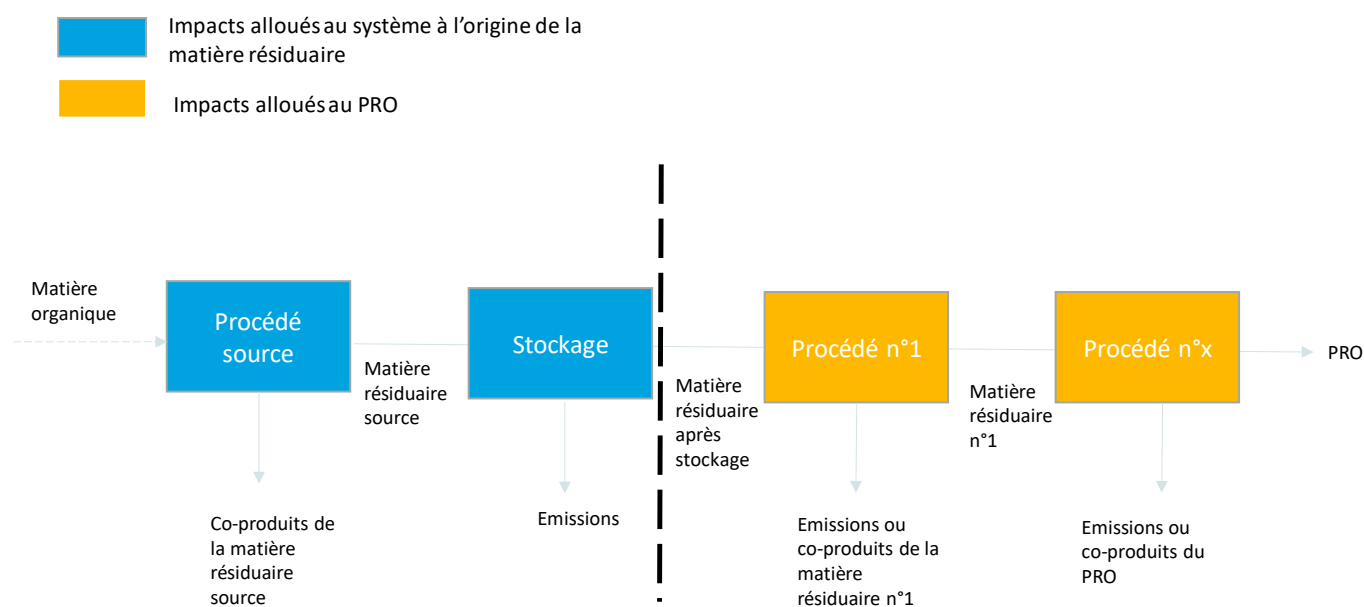 Impacts alloués au système à l'origine de la
matière résiduaire
Impacts alloués au PRO
Matière
organique
Procédé
source
Matière
résiduaire
source
Stockage
Matière
résiduaire
après
stockage
Procédé n°1
Matière
résiduaire
n°1
Procédé n°x
PRO
Co-produits de
la matière
résiduaire
source
Emissions
Emissions ou
co-produits de la
matière
résiduaire n°1
Emissions ou
co-produits du
PRO